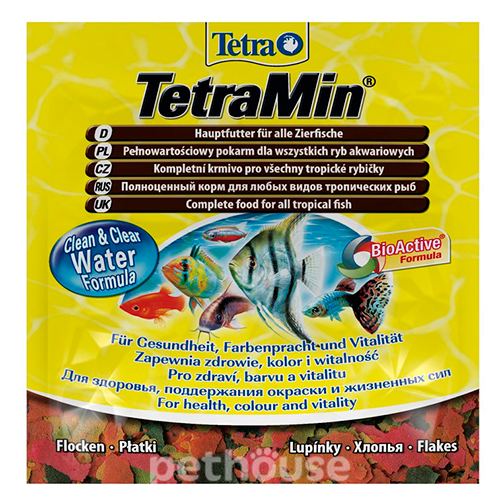 Tetra
TetraMin®
D Hauptfutter für alle Zierfische
PL Pełnowartościowy pokarm dla wszystkich ryb akwariowych
CZ Kompletní krmivo pro všechny tropické rybičky
RUS Полноценный корм для любых видов тропических рыб
UK Complete food for all tropical fish
Clean & Clear
Water
Formula
BioActive®
Formula
Für Gesundheit, Farbenpracht und Vitalität
Zapewnia zdrowie, kolor i witalność
Pro zdraví, barvu a vitalitu
Для здоровья, поддержания окраски и жизненных сил
For health, colour and vitality
Flocken · Płatki
Lupínky · Хлопья · Flakes
pethouse